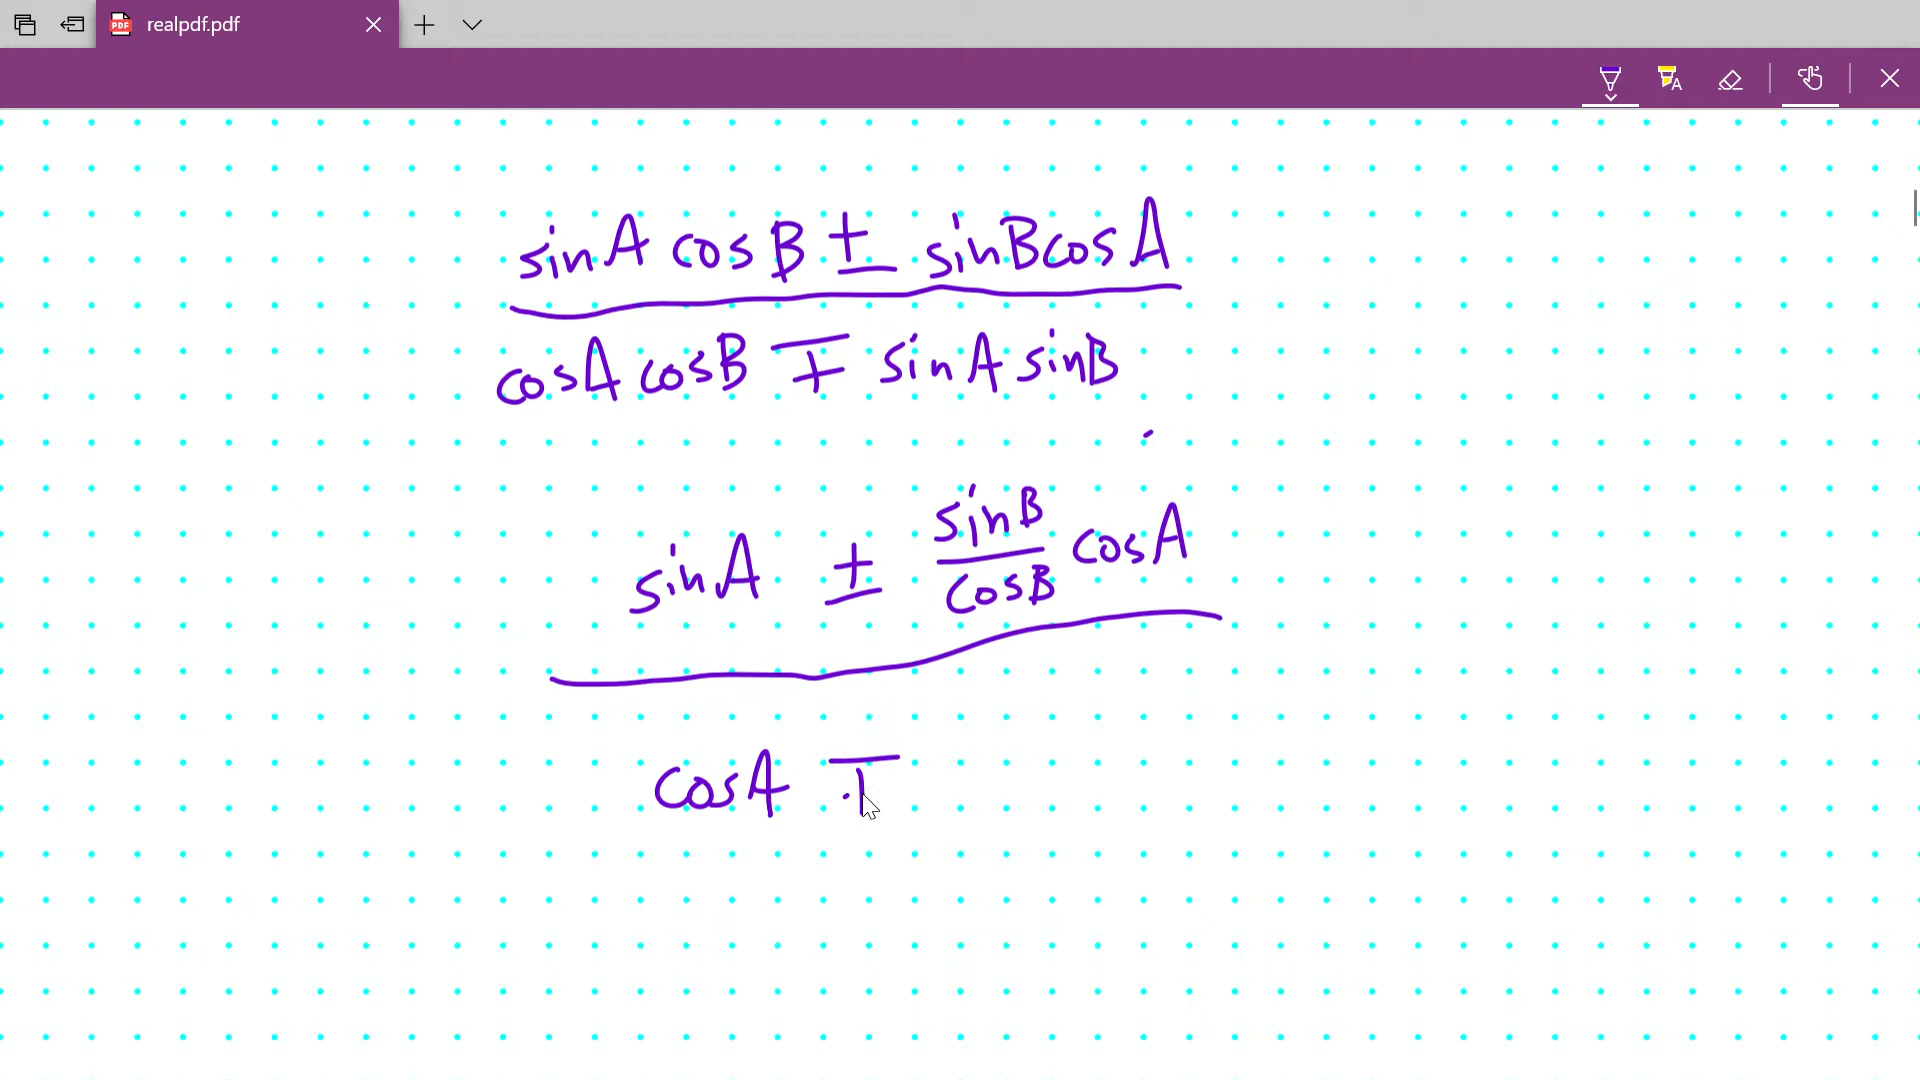 realpdf.pdf
sinA cosB ± sinBcosA
cosA cosB ∓ sinA sinB
sinB
sinA ± cosA
cosB
cosA ∓